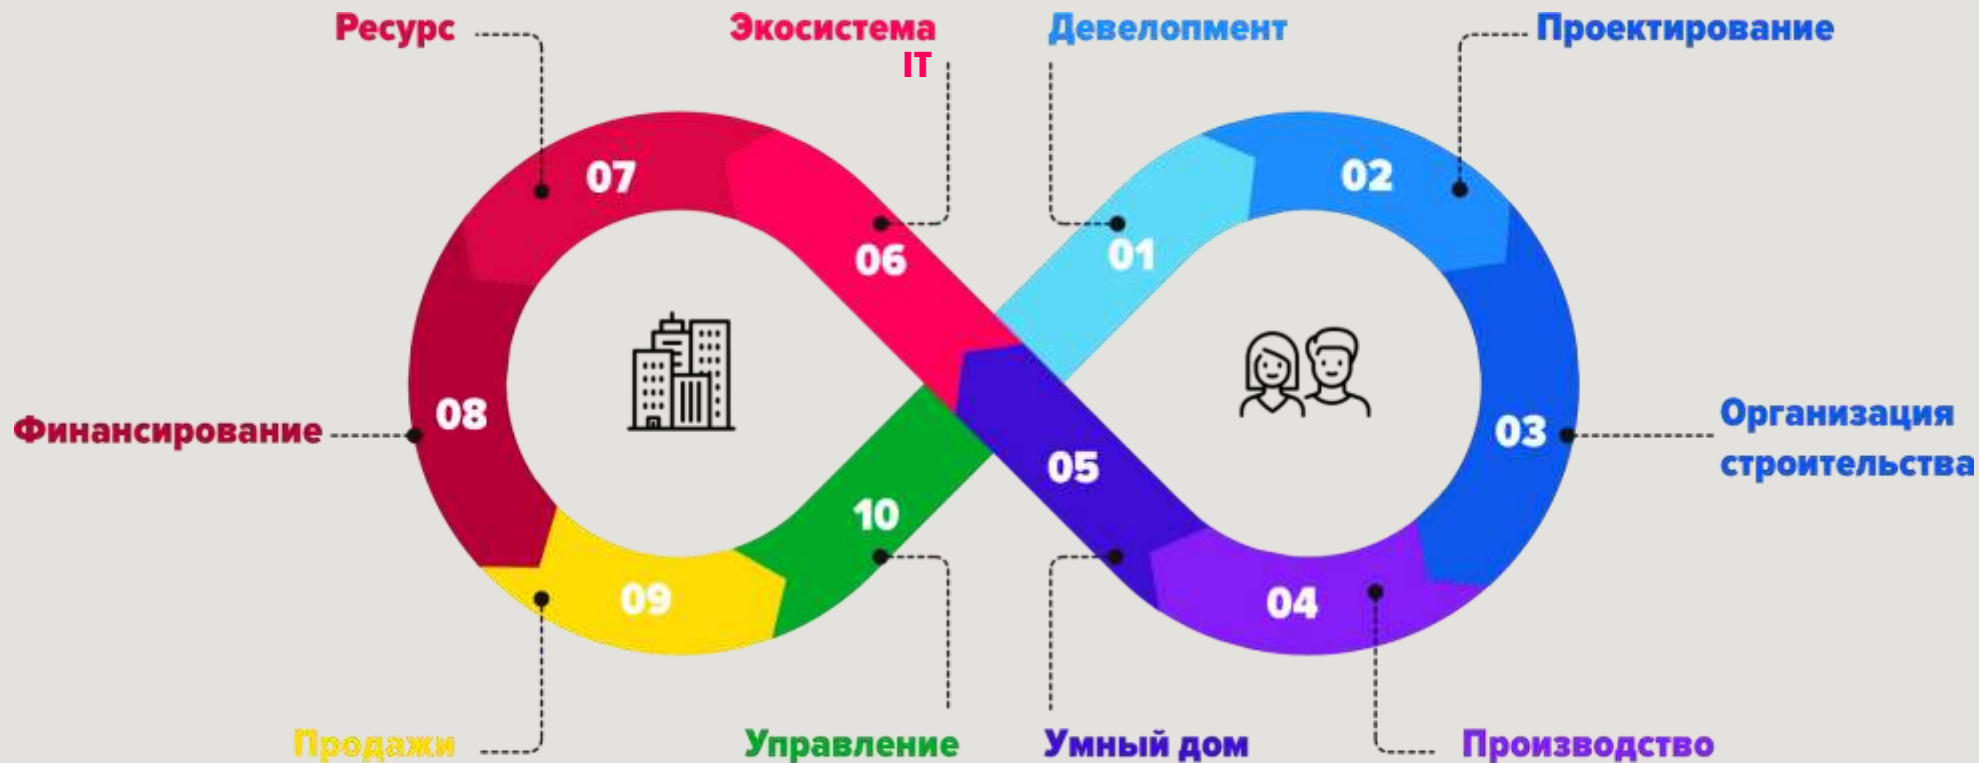 Ресурс
Экосистема
IT
Девелопмент
Проектирование
07
02
06
01
08
Финансирование
03
Организация
строительства
05
10
09
04
Продажи
Управление
Умный дом
Производство